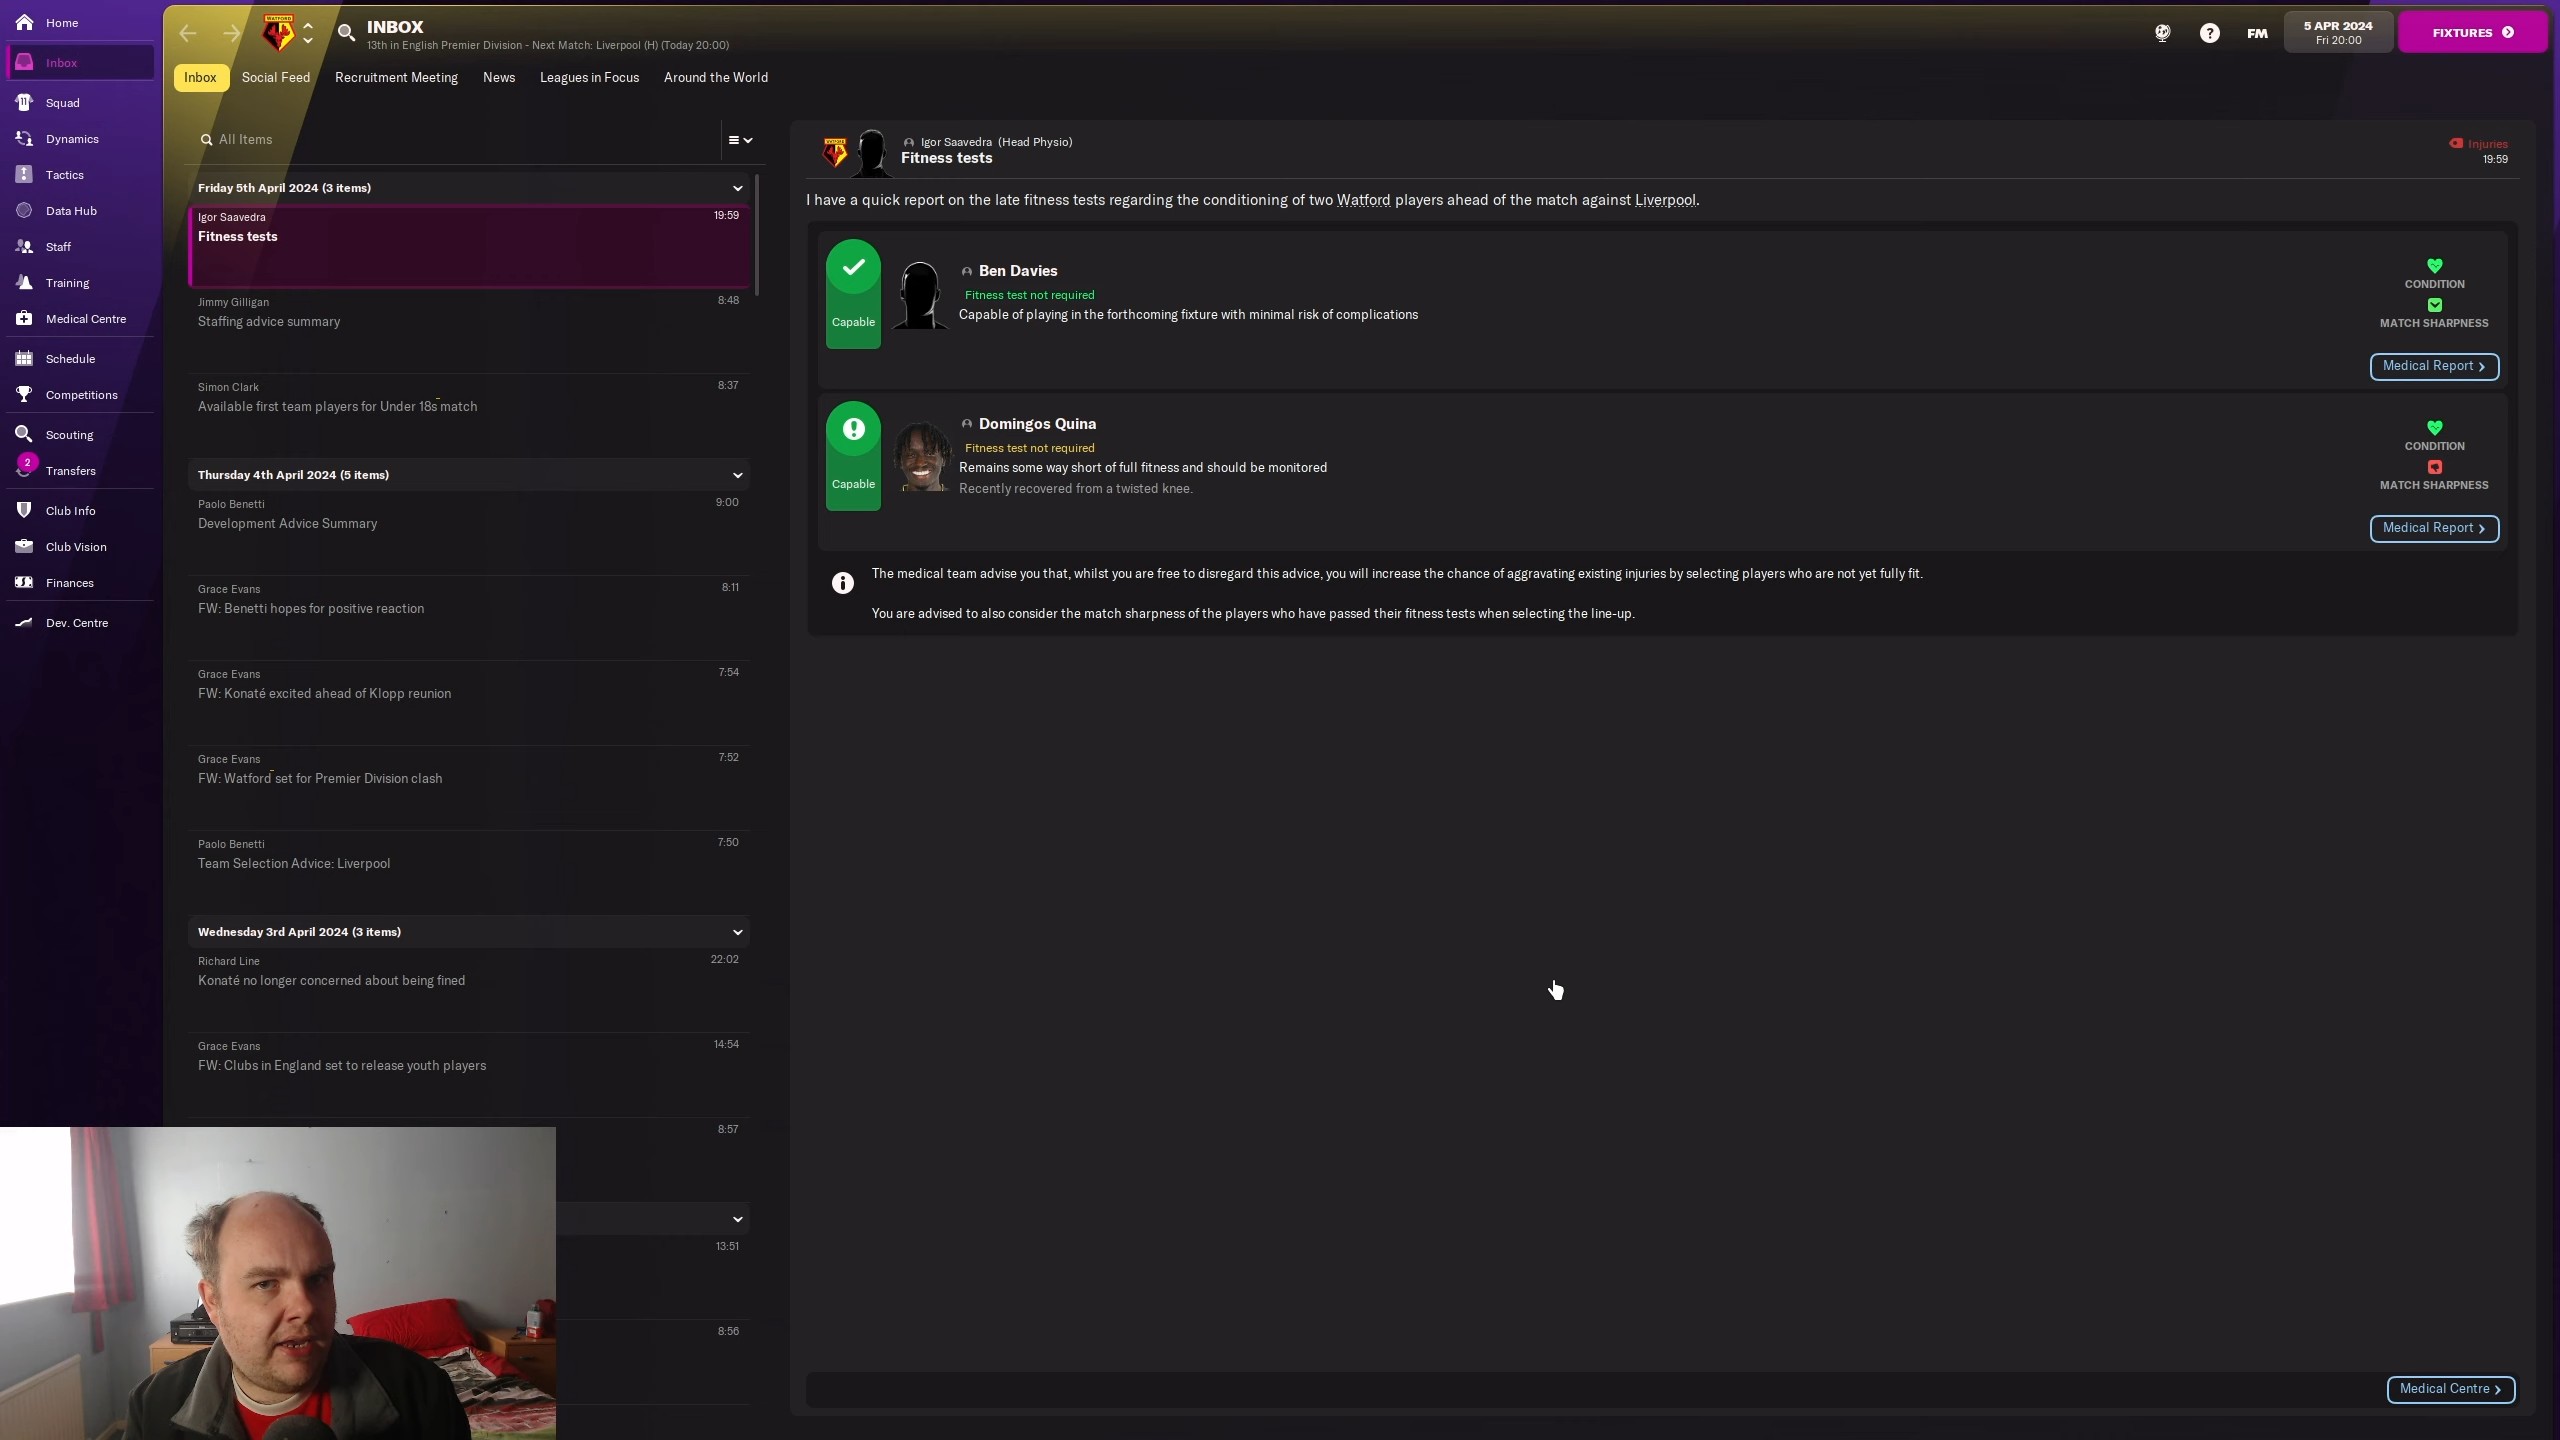 Home
Inbox
Squad
Dynamics
Tactics
Data Hub
Staff
Training
Medical Centre
Schedule
Competitions
Scouting
2
Transfers
Club Info
Club Vision
Finances
Dev. Centre
WATFORD
INBOX
13th in English Premier Division - Next Match: Liverpool (H) (Today 20:00)
FM
5 APR 2024
Fri 20:00
FIXTURES
Inbox
Social Feed
Recruitment Meeting
News
Leagues in Focus
Around the World
All Items
Friday 5th April 2024 (3 items)
Igor Saavedra
19:59
Fitness tests
Jimmy Gilligan
8:48
Staffing advice summary
Simon Clark
8:37
Available first team players for Under 18s match
Thursday 4th April 2024 (5 items)
Paolo Benetti
9:00
Development Advice Summary
Grace Evans
8:11
FW: Benetti hopes for positive reaction
Grace Evans
7:54
FW: Konaté excited ahead of Klopp reunion
Grace Evans
7:52
FW: Watford set for Premier Division clash
Paolo Benetti
7:50
Team Selection Advice: Liverpool
Wednesday 3rd April 2024 (3 items)
Richard Line
22:02
Konaté no longer concerned about being fined
Grace Evans
14:54
FW: Clubs in England set to release youth players
8:57
13:51
8:56
Igor Saavedra (Head Physio)
Fitness tests
Injuries
19:59
I have a quick report on the late fitness tests regarding the conditioning of two Watford players ahead of the match against Liverpool.
Capable
Ben Davies
Fitness test not required
Capable of playing in the forthcoming fixture with minimal risk of complications
CONDITION
MATCH SHARPNESS
Medical Report
Capable
Domingos Quina
Fitness test not required
Remains some way short of full fitness and should be monitored
Recently recovered from a twisted knee.
CONDITION
MATCH SHARPNESS
Medical Report
The medical team advise you that, whilst you are free to disregard this advice, you will increase the chance of aggravating existing injuries by selecting players who are not yet fully fit.
You are advised to also consider the match sharpness of the players who have passed their fitness tests when selecting the line-up.
Medical Centre